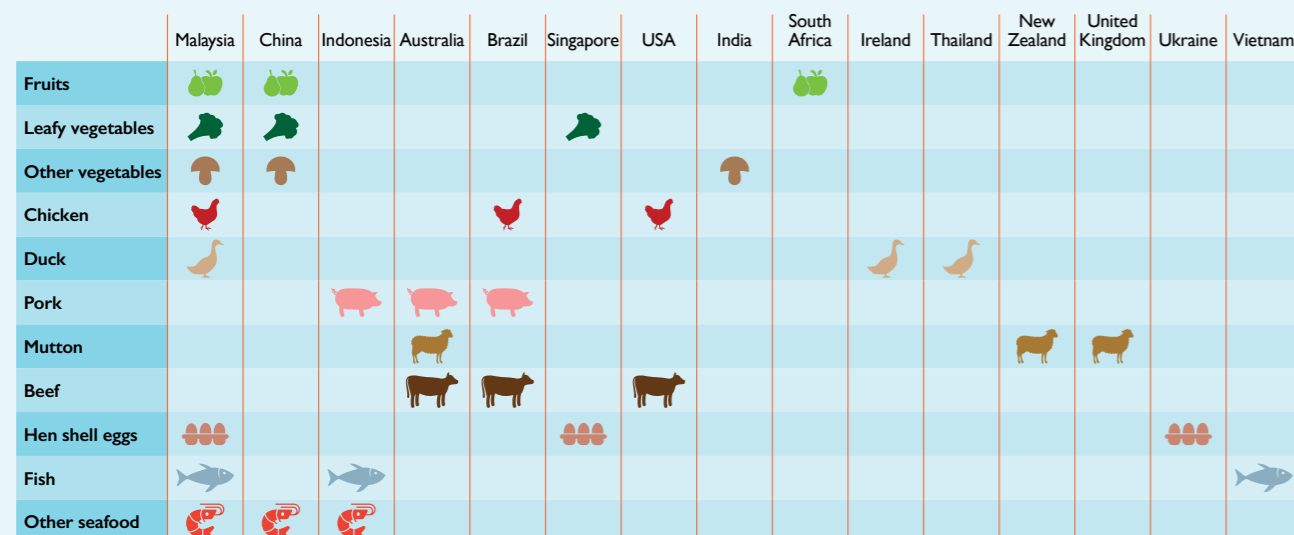 Malaysia China Indonesia Australia Brazil Singapore USA India South Africa Ireland Thailand New Zealand United Kingdom Ukraine Vietnam
Fruits
Leafy vegetables
Other vegetables
Chicken
Duck
Pork
Mutton
Beef
Hen shell eggs
Fish
Other seafood